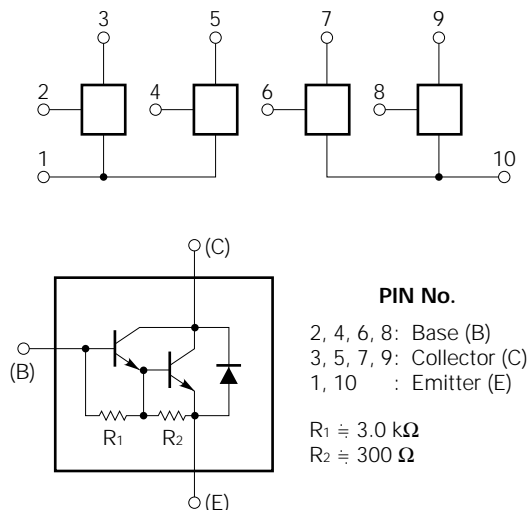 3 5 7 9
2 4 6 8
1 10
(C)
PIN No.
(B)
2, 4, 6, 8: Base (B)
3, 5, 7, 9: Collector (C)
1, 10 : Emitter (E)
R1 R2
R1 ≒ 3.0 kΩ
R2 ≒ 300 Ω
(E)